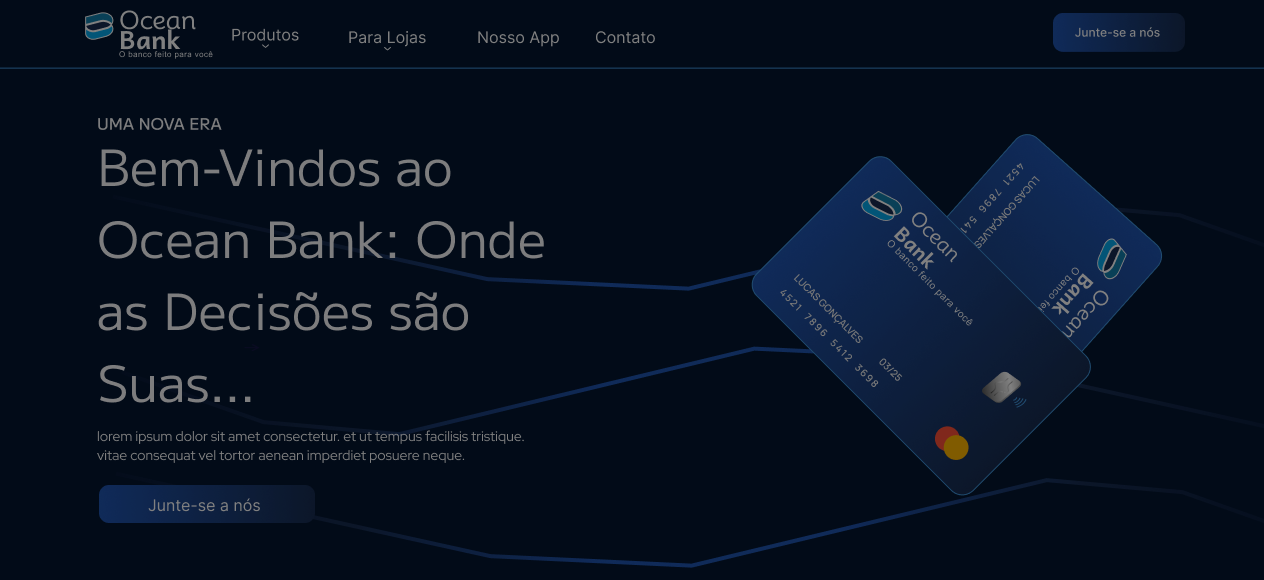 Ocean
Bank
O banco feito para você
Produtos
Para Lojas
Nosso App
Contato
Junte-se a nós
UMA NOVA ERA
Bem-Vindos ao
Ocean Bank: Onde
as Decisões são
Suas...
lorem ipsum dolor sit amet consectetur. et ut tempus facilisis tristique.
vitae consequat vel tortor aenean imperdiet posuere neque.
Junte-se a nós
Ocean
Bank
O banco feito para você
LUCAS GONÇALVES
4521 7896 5412 3698
03/25
4521 7896 541
LUCAS GONÇALVES
Ocean
Bank
O banco fei